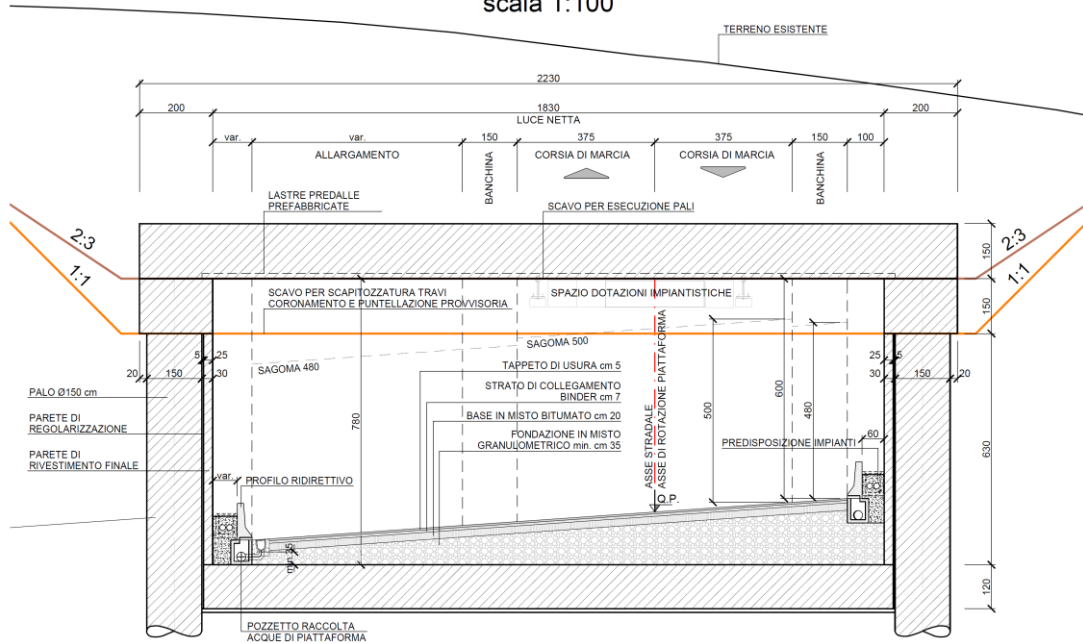 scala 1:100
TERRENO ESISTENTE
2230
200
1830
200
LUCE NETTA
var.
var.
150
375
375
150
100
ALLARGAMENTO
BANCHINA
CORSIA DI MARCIA
CORSIA DI MARCIA
BANCHINA
LASTRE PREDALLE
PREFABBRICATE
SCAVO PER ESECUZIONE PALI
2:3
1:1
2:3
1:1
150
150
SCAVO PER SCAPITOZZATURA TRAVI
CORONAMENTO E PUNTELLAZIONE PROVVISORIA
SPAZIO DOTAZIONI IMPIANTISTICHE
SAGOMA 500
SAGOMA 480
5
25
20
150
30
25
5
30
150
20
TAPPETO DI USURA cm 5
STRATO DI COLLEGAMENTO
BINDER cm 7
BASE IN MISTO BITUMATO cm 20
FONDAZIONE IN MISTO
GRANULOMETRICO min. cm 35
780
500
600
480
ASSE STRADALE
ASSE DI ROTAZIONE PIATTAFORMA
Q.P.
PALO Ø150 cm
PARETE DI
REGOLARIZZAZIONE
PARETE DI
RIVESTIMENTO FINALE
var.
PROFILO RIDIRETTIVO
PREDISPOSIZIONE IMPIANTI
60
630
min.35
120
POZZETTO RACCOLTA
ACQUE DI PIATTAFORMA